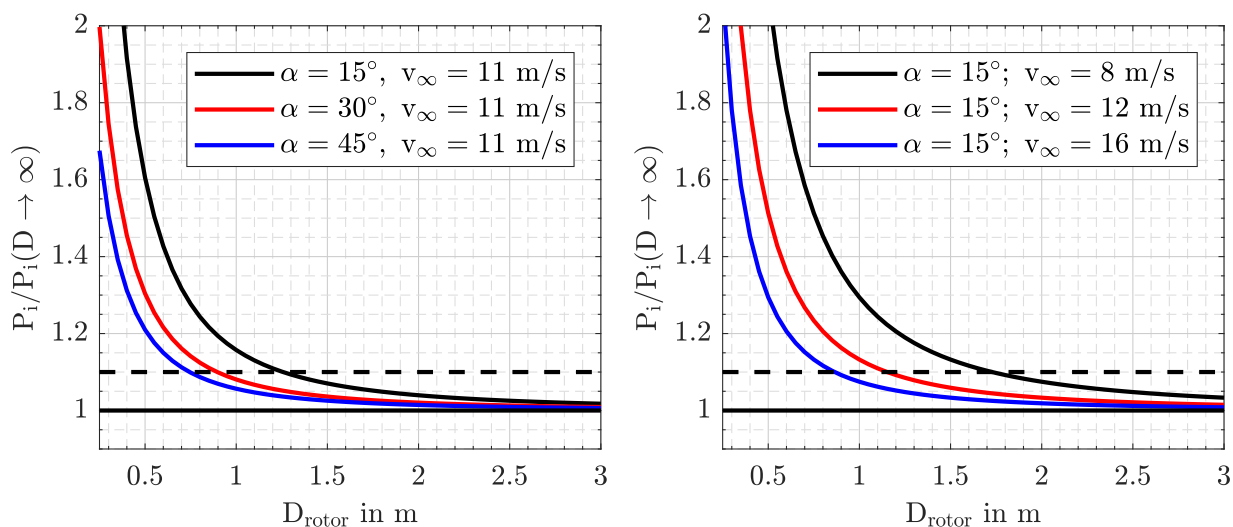 P_i/P_i(D → ∞)
2
1.8
1.6
1.4
1.2
1
α = 15°, v_∞ = 11 m/s
α = 30°, v_∞ = 11 m/s
α = 45°, v_∞ = 11 m/s
0.5 1 1.5 2 2.5 3
D_rotor in m
P_i/P_i(D → ∞)
2
1.8
1.6
1.4
1.2
1
α = 15°; v_∞ = 8 m/s
α = 15°; v_∞ = 12 m/s
α = 15°; v_∞ = 16 m/s
0.5 1 1.5 2 2.5 3
D_rotor in m